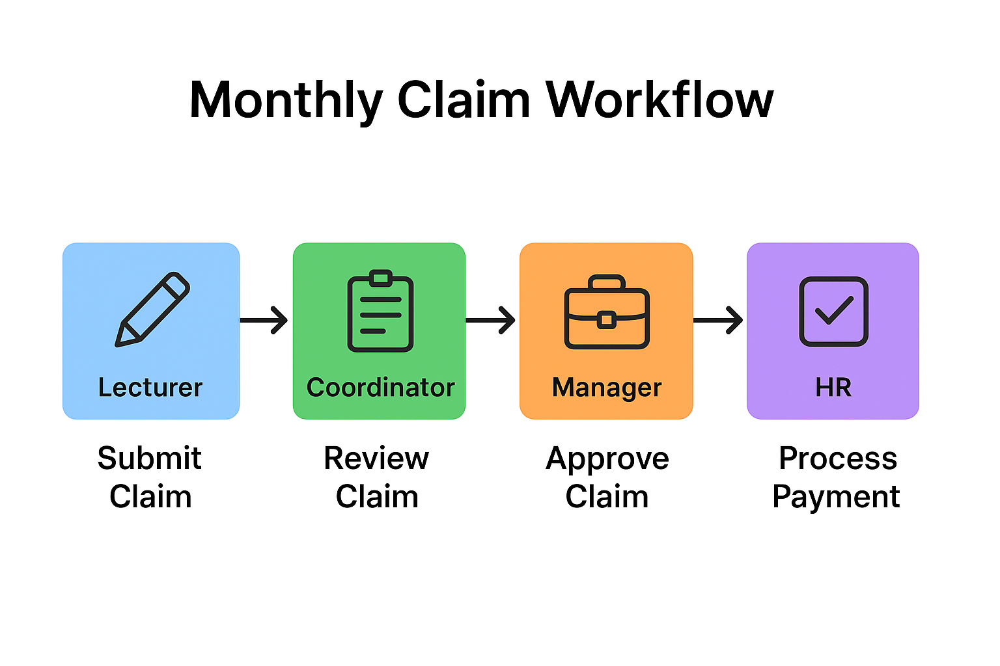 Monthly Claim Workflow
Lecturer
Coordinator
Manager
HR
Submit
Claim
Review
Claim
Approve
Claim
Process
Payment